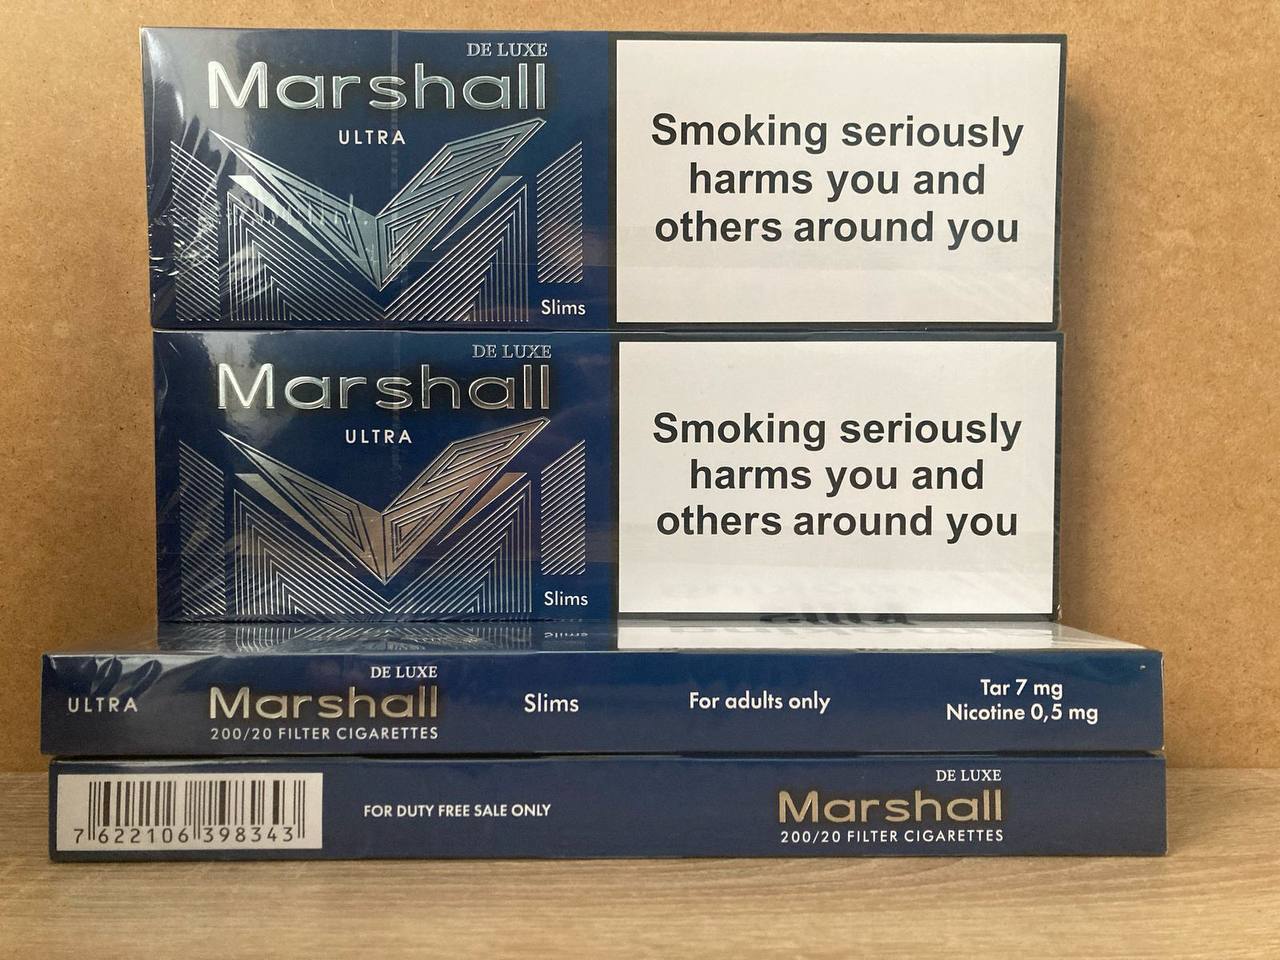 DE LUXE
Marshall
ULTRA
Slims
Smoking seriously
harms you and
others around you
DE LUXE
Marshall
ULTRA
Slims
Smoking seriously
harms you and
others around you
ULTRA
DE LUXE
Marshall
200/20 FILTER CIGARETTES
Slims
For adults only
Tar 7 mg
Nicotine 0,5 mg
7 622106 398343
FOR DUTY FREE SALE ONLY
DE LUXE
Marshall
200/20 FILTER CIGARETTES